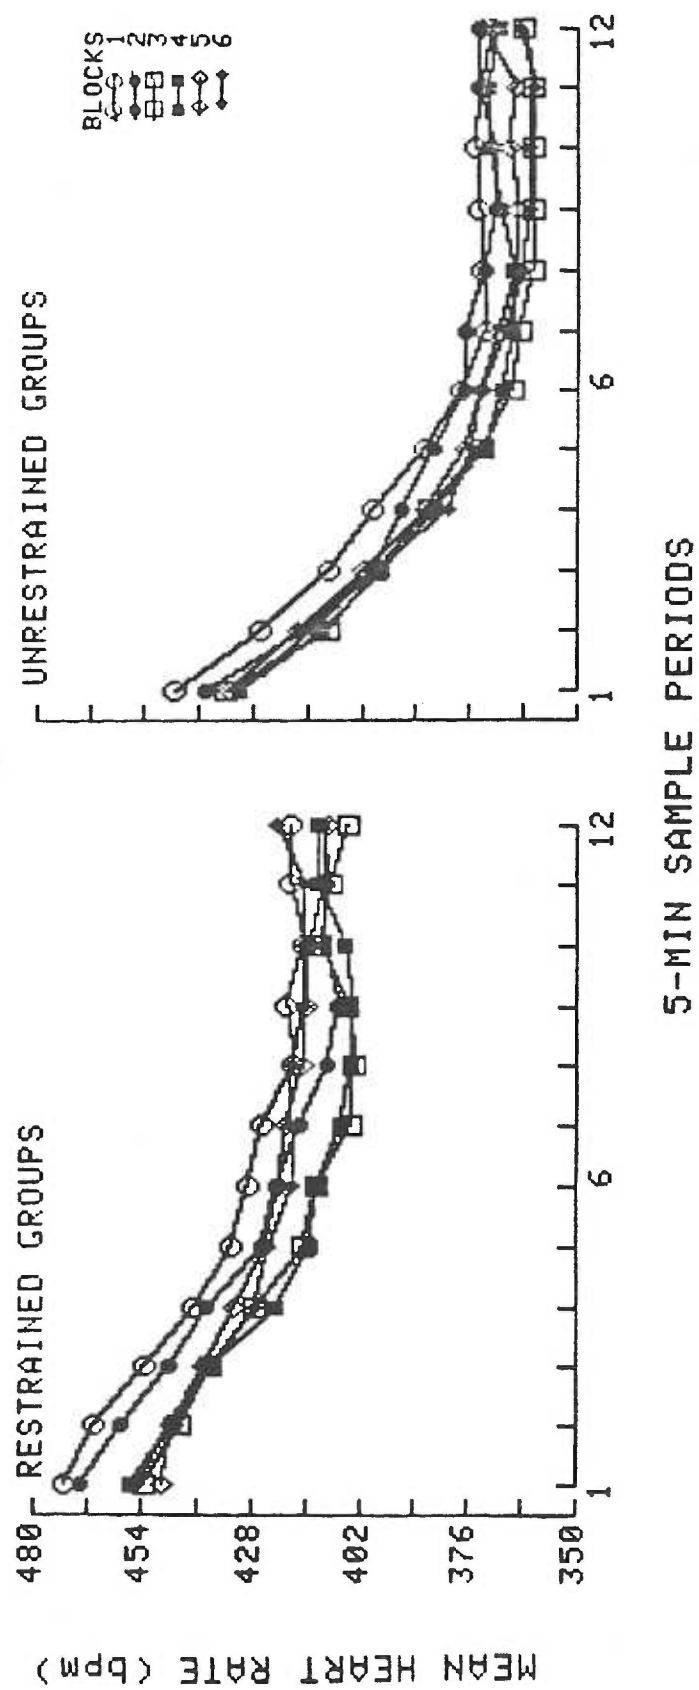 RESTRAINED GROUPS
UNRESTRAINED GROUPS
BLOCKS
1
2
3
4
5
6
MEAN HEART RATE (bpm)
480
454
428
402
376
350
1 6 12
1 6 12
5-MIN SAMPLE PERIODS